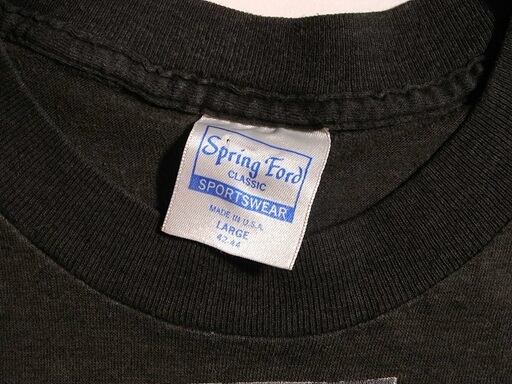 Spring Ford
CLASSIC
SPORTSWEAR
MADE IN U.S.A.
LARGE
42-44